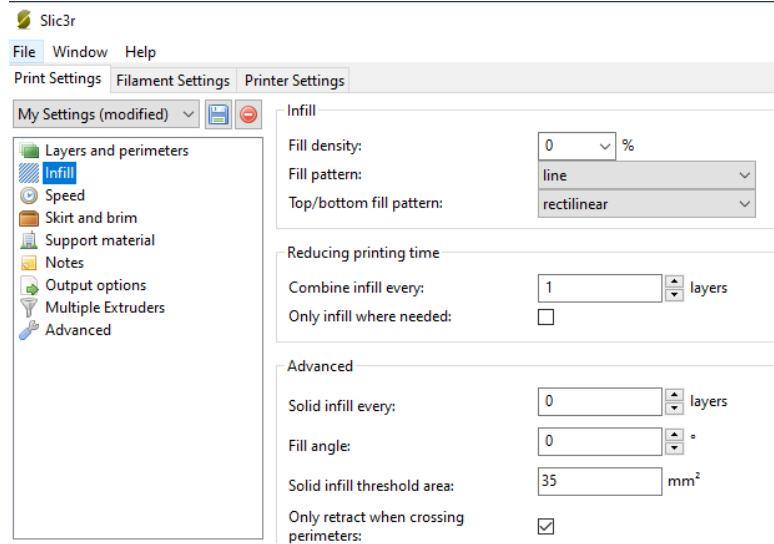 Slic3r
File Window Help
Print Settings Filament Settings Printer Settings
My Settings (modified)
Layers and perimeters
Infill
Speed
Skirt and brim
Support material
Notes
Output options
Multiple Extruders
Advanced
Infill
Fill density: 0 %
Fill pattern: line
Top/bottom fill pattern: rectilinear
Reducing printing time
Combine infill every: 1 layers
Only infill where needed:
Advanced
Solid infill every: 0 layers
Fill angle: 0 °
Solid infill threshold area: 35 mm²
Only retract when crossing
perimeters: